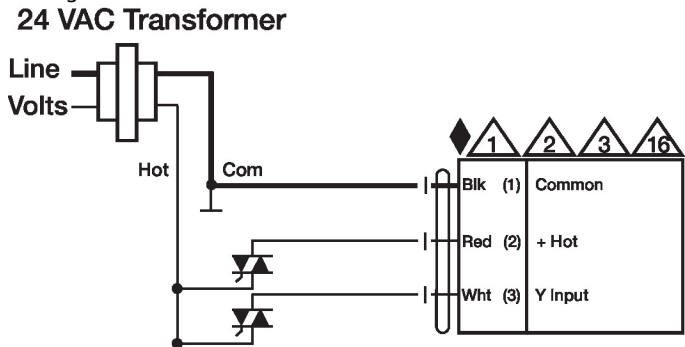 24 VAC Transformer
Line
Volts
Hot
Com
1
2
3
16
Blk (1) Common
Red (2) + Hot
Wht (3) Y Input